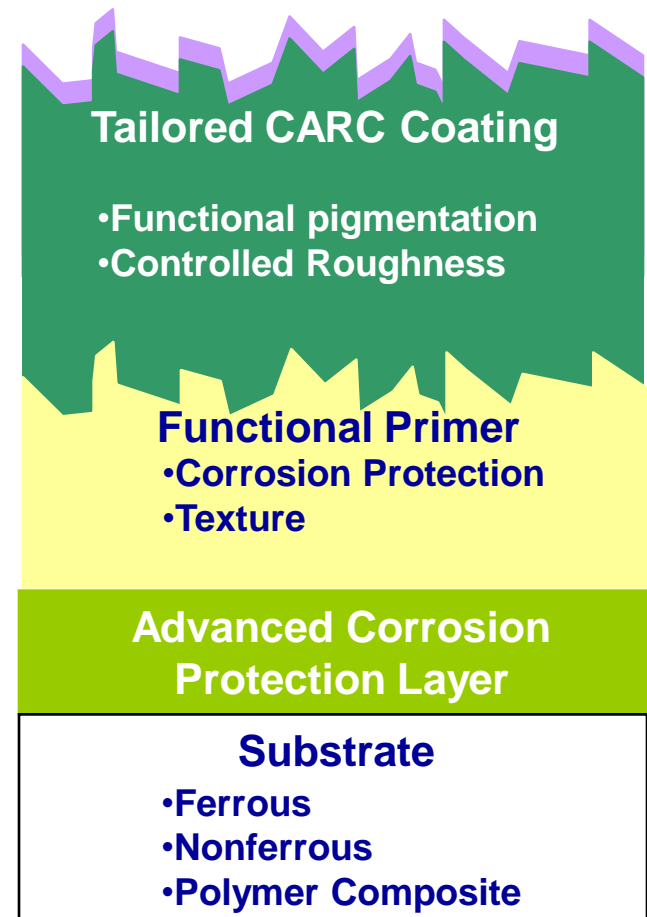 Tailored CARC Coating
•Functional pigmentation
•Controlled Roughness
Functional Primer
•Corrosion Protection
•Texture
Advanced Corrosion
Protection Layer
Substrate
•Ferrous
•Nonferrous
•Polymer Composite